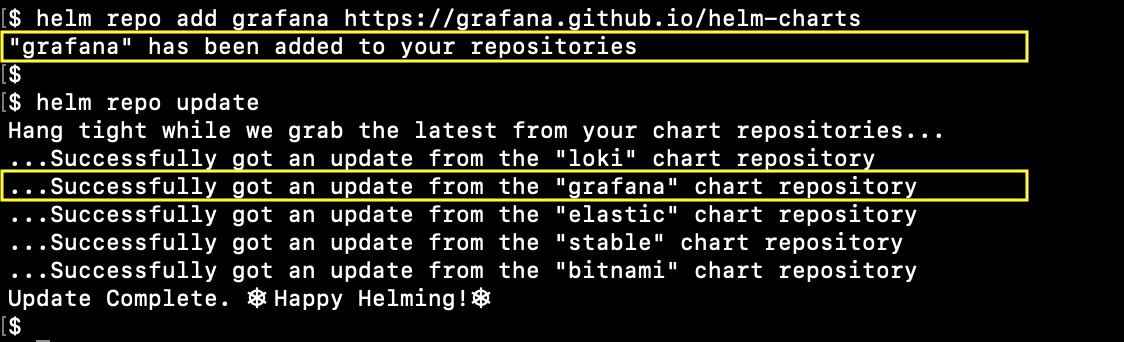 [$ helm repo add grafana https://grafana.github.io/helm-charts
"grafana" has been added to your repositories
[$
[$ helm repo update
Hang tight while we grab the latest from your chart repositories...
...Successfully got an update from the "loki" chart repository
...Successfully got an update from the "grafana" chart repository
...Successfully got an update from the "elastic" chart repository
...Successfully got an update from the "stable" chart repository
...Successfully got an update from the "bitnami" chart repository
Update Complete. ⎈Happy Helming!⎈
[$